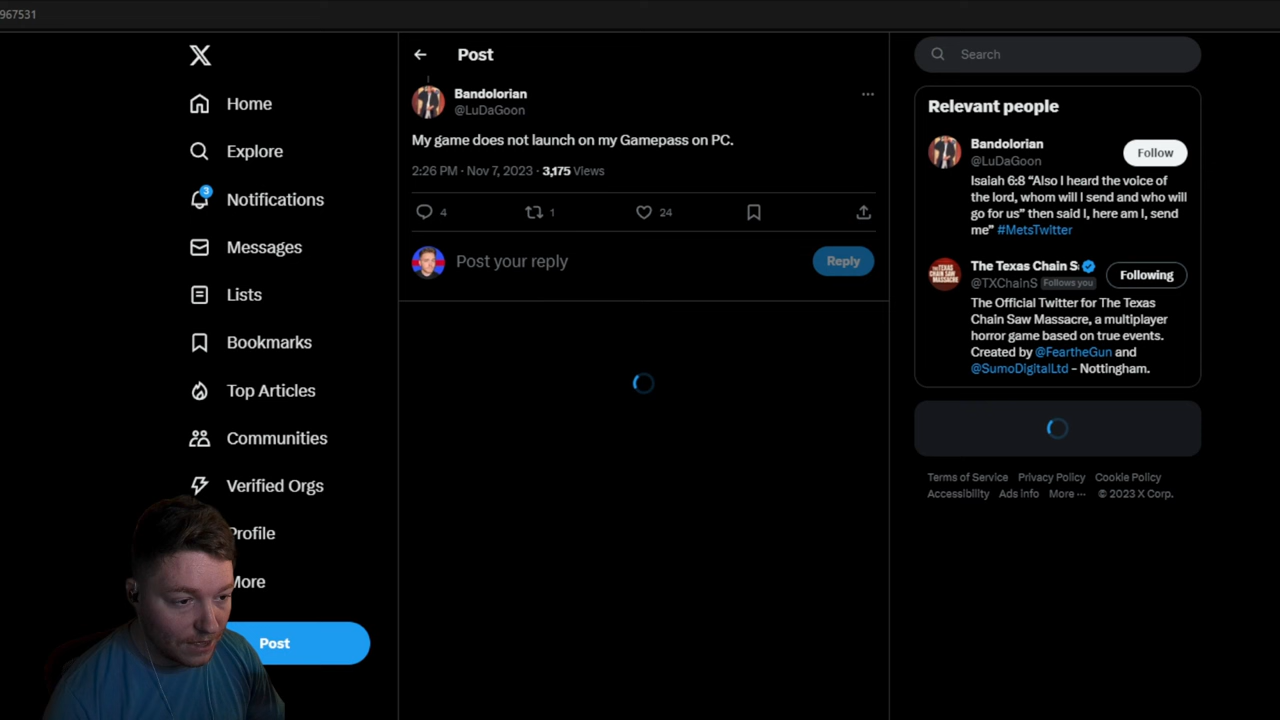 967531
X
Home
Explore
3
Notifications
Messages
Lists
Bookmarks
Top Articles
Communities
Verified Orgs
Profile
More
Post
Post
Bandolorian
@LuDaGoon
My game does not launch on my Gamepass on PC.
2:26 PM · Nov 7, 2023 · 3,175 Views
4
1
24
Post your reply
Reply
Search
Relevant people
Bandolorian
@LuDaGoon
Follow
Isaiah 6:8 “Also I heard the voice of
the lord, whom will I send and who will
go for us” then said I, here am I, send
me” #MetsTwitter
The Texas Chain S
@TXChainS Follows you
Following
The Official Twitter for The Texas
Chain Saw Massacre, a multiplayer
horror game based on true events.
Created by @FeartheGun and
@SumoDigitalLtd - Nottingham.
Terms of Service Privacy Policy Cookie Policy
Accessibility Ads info More ··· © 2023 X Corp.